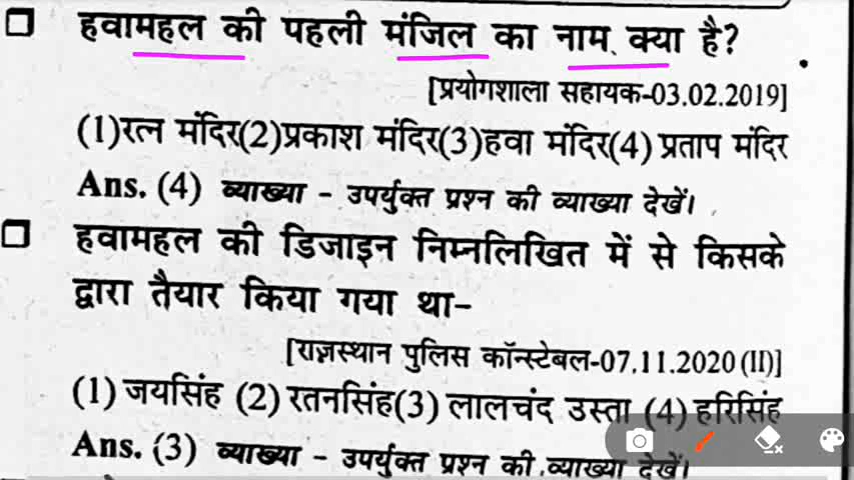 हवामहल की पहली मंजिल का नाम क्या है?
[प्रयोगशाला सहायक-03.02.2019]
(1)रत्न मंदिर(2)प्रकाश मंदिर(3)हवा मंदिर(4) प्रताप मंदिर
Ans. (4) व्याख्या - उपर्युक्त प्रश्न की व्याख्या देखें।
हवामहल की डिजाइन निम्नलिखित में से किसके
द्वारा तैयार किया गया था-
[राजस्थान पुलिस कॉन्स्टेबल-07.11.2020 (II)]
(1) जयसिंह (2) रतनसिंह(3) लालचंद उस्ता (4) हरिसिंह
Ans. (3) व्याख्या - उपर्युक्त प्रश्न की व्याख्या देखें।